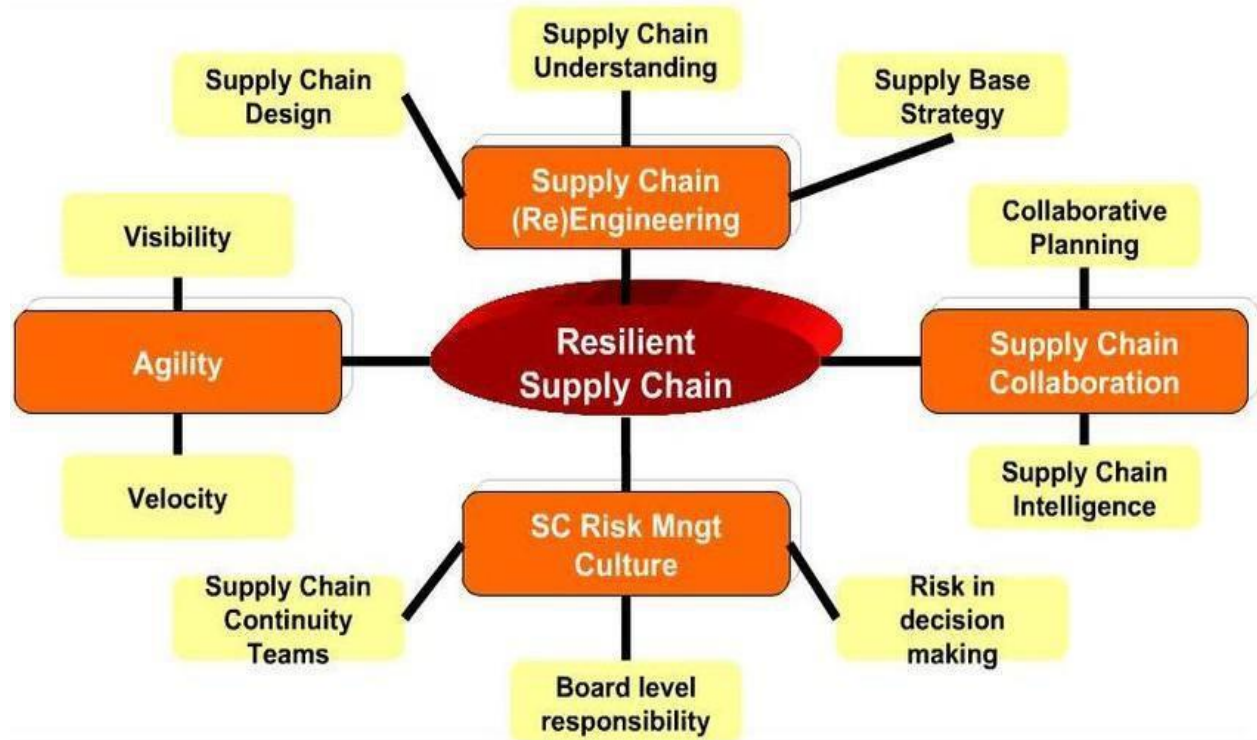 Supply Chain
Understanding
Supply Chain
Design
Supply Base
Strategy
Supply Chain
(Re)Engineering
Visibility
Collaborative
Planning
Agility
Resilient
Supply Chain
Supply Chain
Collaboration
Velocity
Supply Chain
Intelligence
SC Risk Mngt
Culture
Supply Chain
Continuity
Teams
Risk in
decision
making
Board level
responsibility